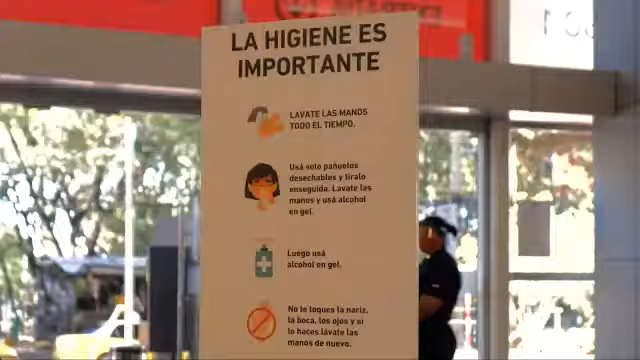 LA HIGIENE ES
IMPORTANTE
LAVATE LAS MANOS
TODO EL TIEMPO.
Usá solo pañuelos
desechables y tíralo
enseguida. Lavate las
manos y usá alcohol
en gel.
Luego usá
alcohol en gel.
No te toques la nariz,
la boca, los ojos y si
lo haces lávate las
manos de nuevo.